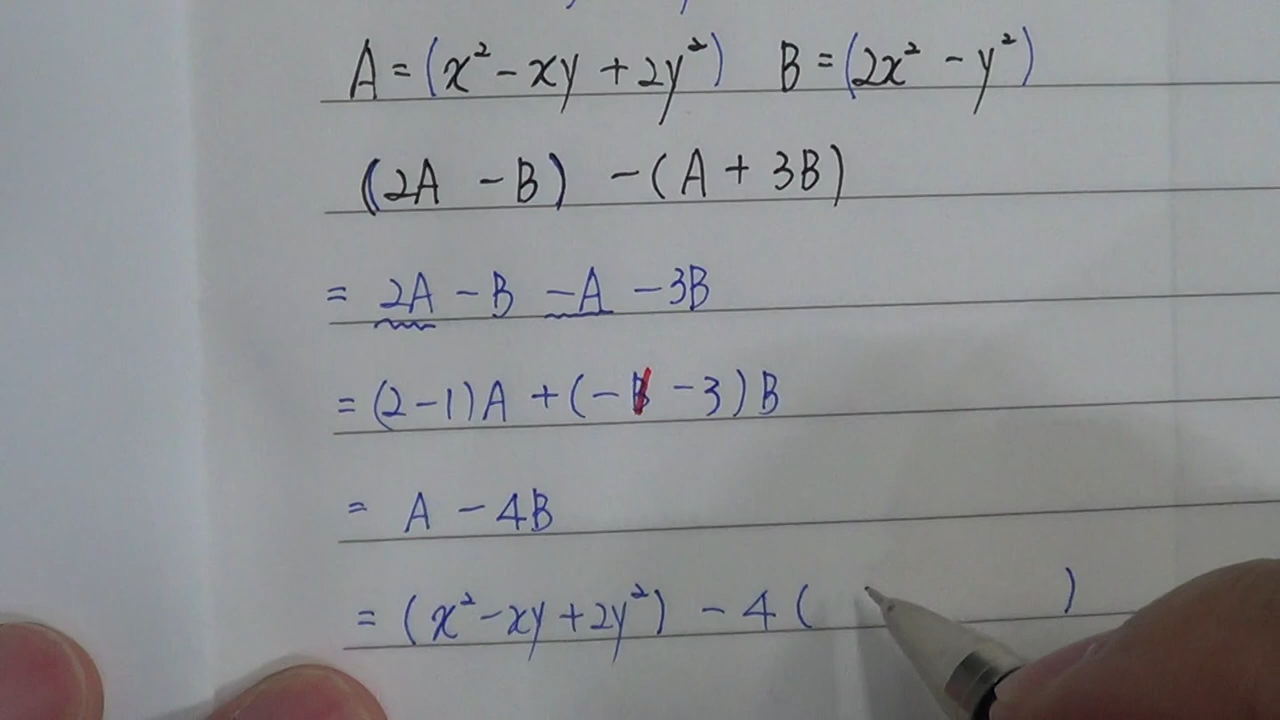 A = (x² - xy + 2y²) B = (2x² - y²)
(2A - B) - (A + 3B)
= 2A - B - A - 3B
= (2-1)A + (-1 -3)B
= A - 4B
= (x² - xy + 2y²) - 4( )